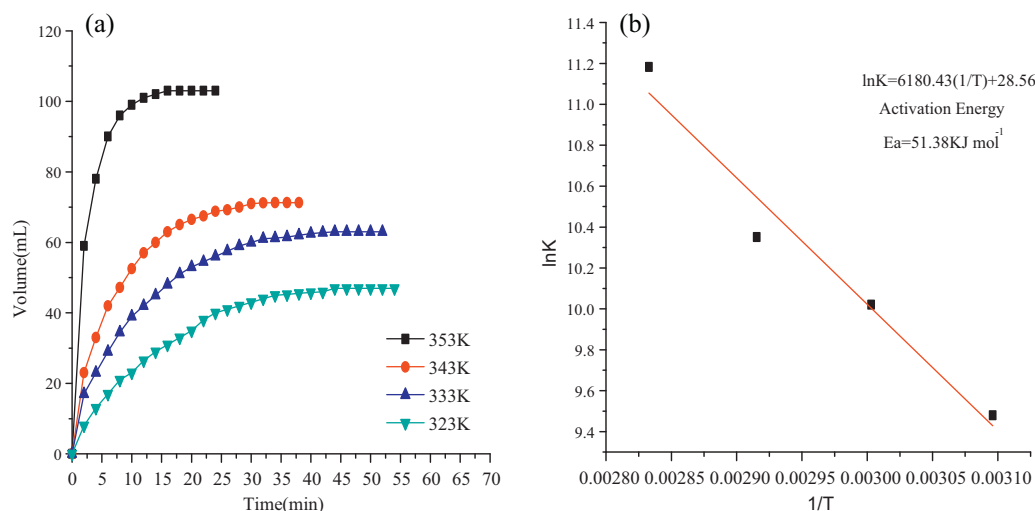 (a)
120
100
80
60
40
20
0
Volume(mL)
0 5 10 15 20 25 30 35 40 45 50 55 60 65 70
Time(min)
353K
343K
333K
323K
(b)
11.4
11.2
11.0
10.8
10.6
10.4
10.2
10.0
9.8
9.6
9.4
lnK
lnK=6180.43(1/T)+28.56
Activation Energy
Ea=51.38KJ mol-1
0.00280 0.00285 0.00290 0.00295 0.00300 0.00305 0.00310
1/T